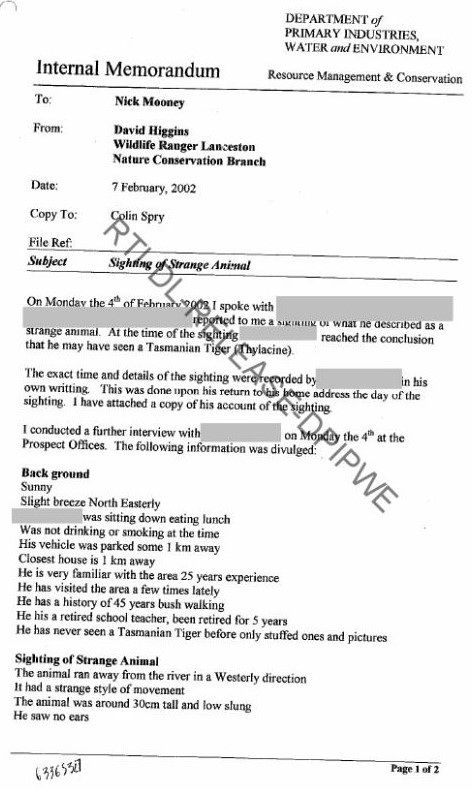 DEPARTMENT of
PRIMARY INDUSTRIES,
WATER and ENVIRONMENT
Internal Memorandum
Resource Management & Conservation
To: Nick Mooney
From: David Higgins
Wildlife Ranger Lanceston
Nature Conservation Branch
Date: 7 February, 2002
Copy To: Colin Spry
File Ref:
Subject Sighting of Strange Animal
RTI-DL-RELEASE-DPIPWE
On Monday the 4th of February 2002 I spoke with
reported to me a sighting of what he described as a
strange animal. At the time of the sighting reached the conclusion
that he may have seen a Tasmanian Tiger (Thylacine).
The exact time and details of the sighting were recorded by in his
own writting. This was done upon his return to his home address the day of the
sighting. I have attached a copy of his account of the sighting
I conducted a further interview with on Monday the 4th at the
Prospect Offices. The following information was divulged:
Back ground
Sunny
Slight breeze North Easterly
was sitting down eating lunch
Was not drinking or smoking at the time
His vehicle was parked some 1 km away
Closest house is 1 km away
He is very familiar with the area 25 years experience
He has visited the area a few times lately
He has a history of 45 years bush walking
He his a retired school teacher, been retired for 5 years
He has never seen a Tasmanian Tiger before only stuffed ones and pictures
Sighting of Strange Animal
The animal ran away from the river in a Westerly direction
It had a strange style of movement
The animal was around 30cm tall and low slung
He saw no ears
Page 1 of 2